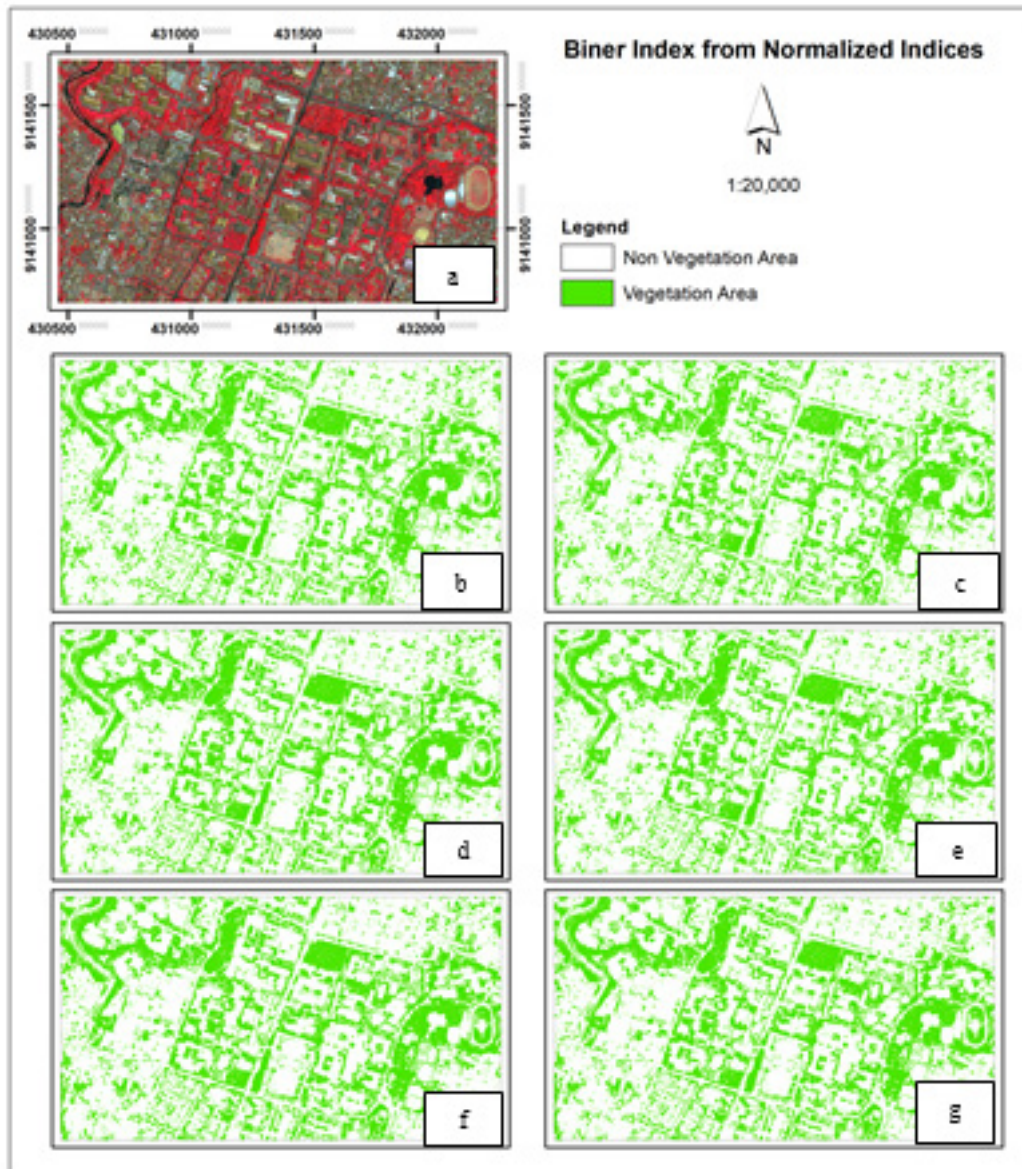 430500 431000 431500 432000
Biner Index from Normalized Indices
9141500
9141500
N
1:20,000
9141000
9141000
Legend
Non Vegetation Area
Vegetation Area
a
430500 431000 431500 432000
b
c
d
e
f
g